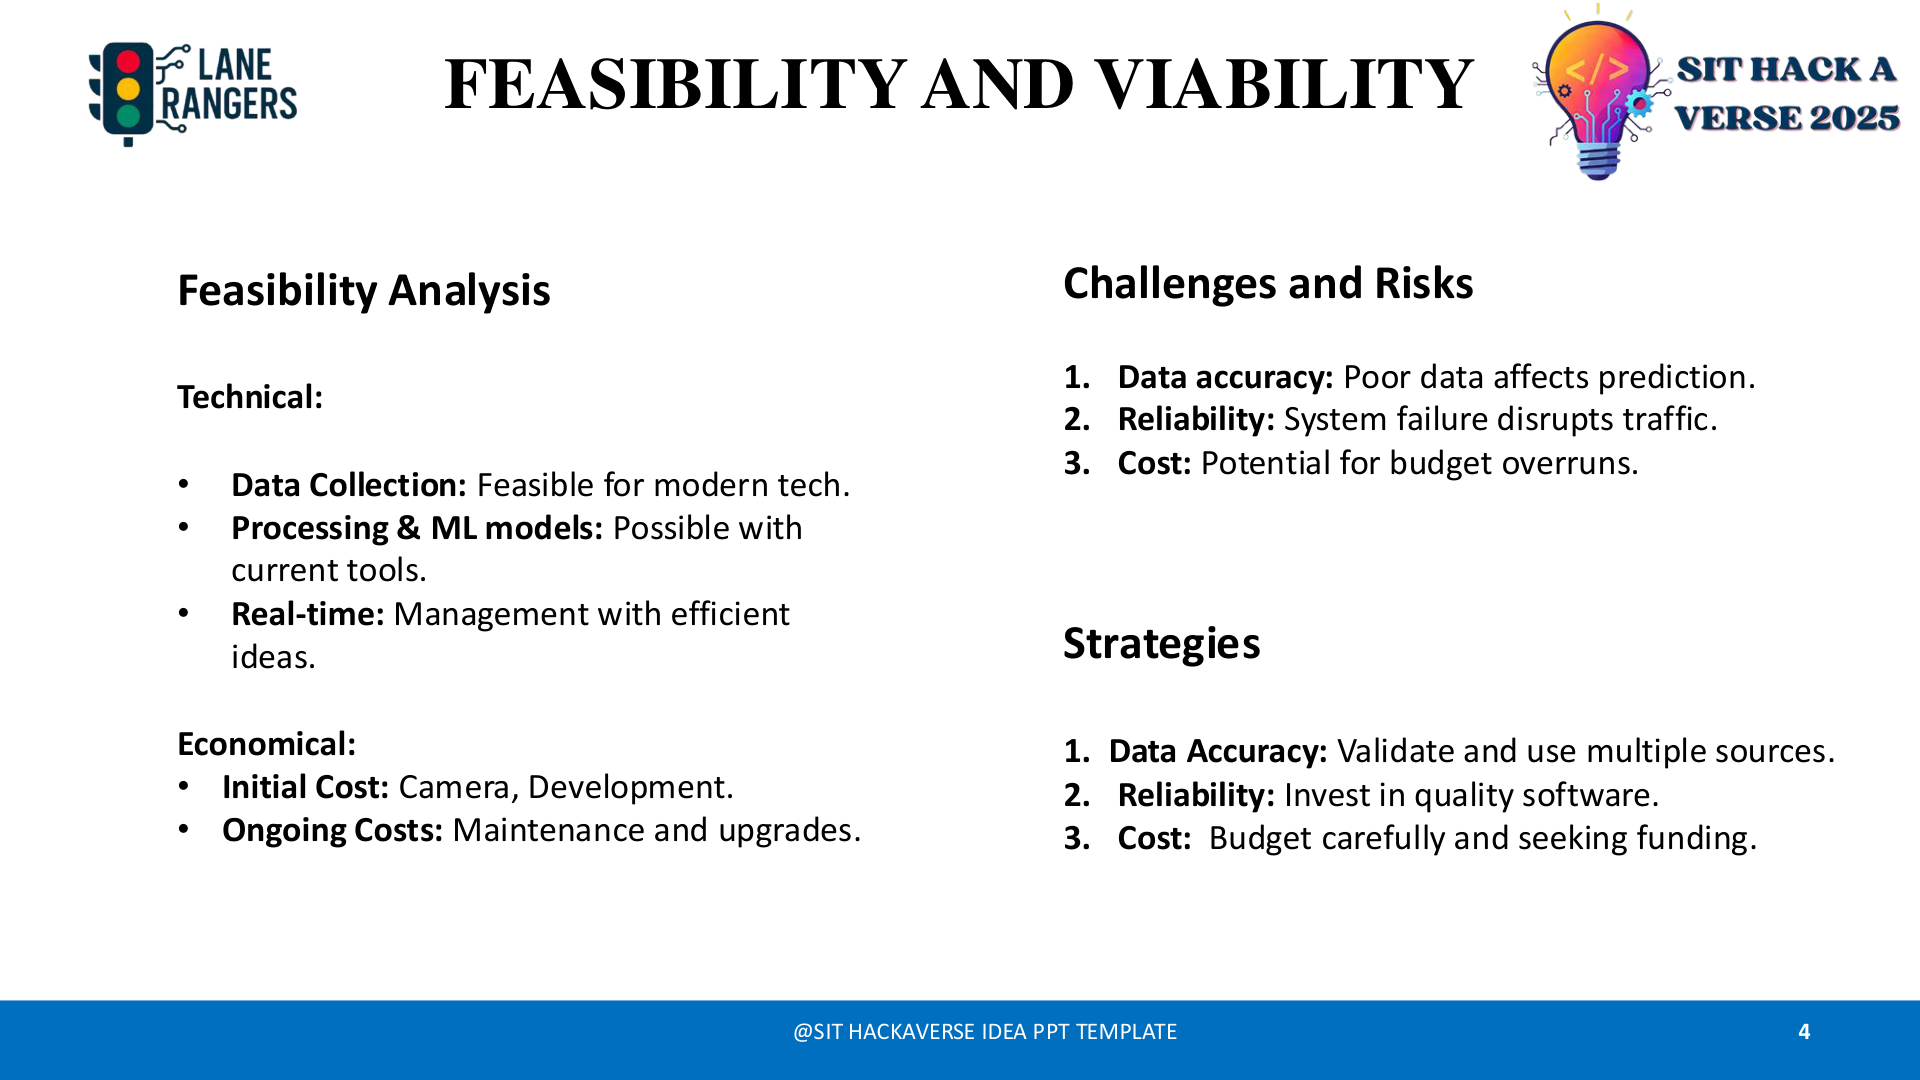 LANE
RANGERS
FEASIBILITY AND VIABILITY
</>
SIT HACK A
VERSE 2025
Feasibility Analysis
Technical:
• Data Collection: Feasible for modern tech.
• Processing & ML models: Possible with
current tools.
• Real-time: Management with efficient
ideas.
Economical:
• Initial Cost: Camera, Development.
• Ongoing Costs: Maintenance and upgrades.
Challenges and Risks
1. Data accuracy: Poor data affects prediction.
2. Reliability: System failure disrupts traffic.
3. Cost: Potential for budget overruns.
Strategies
1. Data Accuracy: Validate and use multiple sources.
2. Reliability: Invest in quality software.
3. Cost: Budget carefully and seeking funding.
@SIT HACKAVERSE IDEA PPT TEMPLATE
4